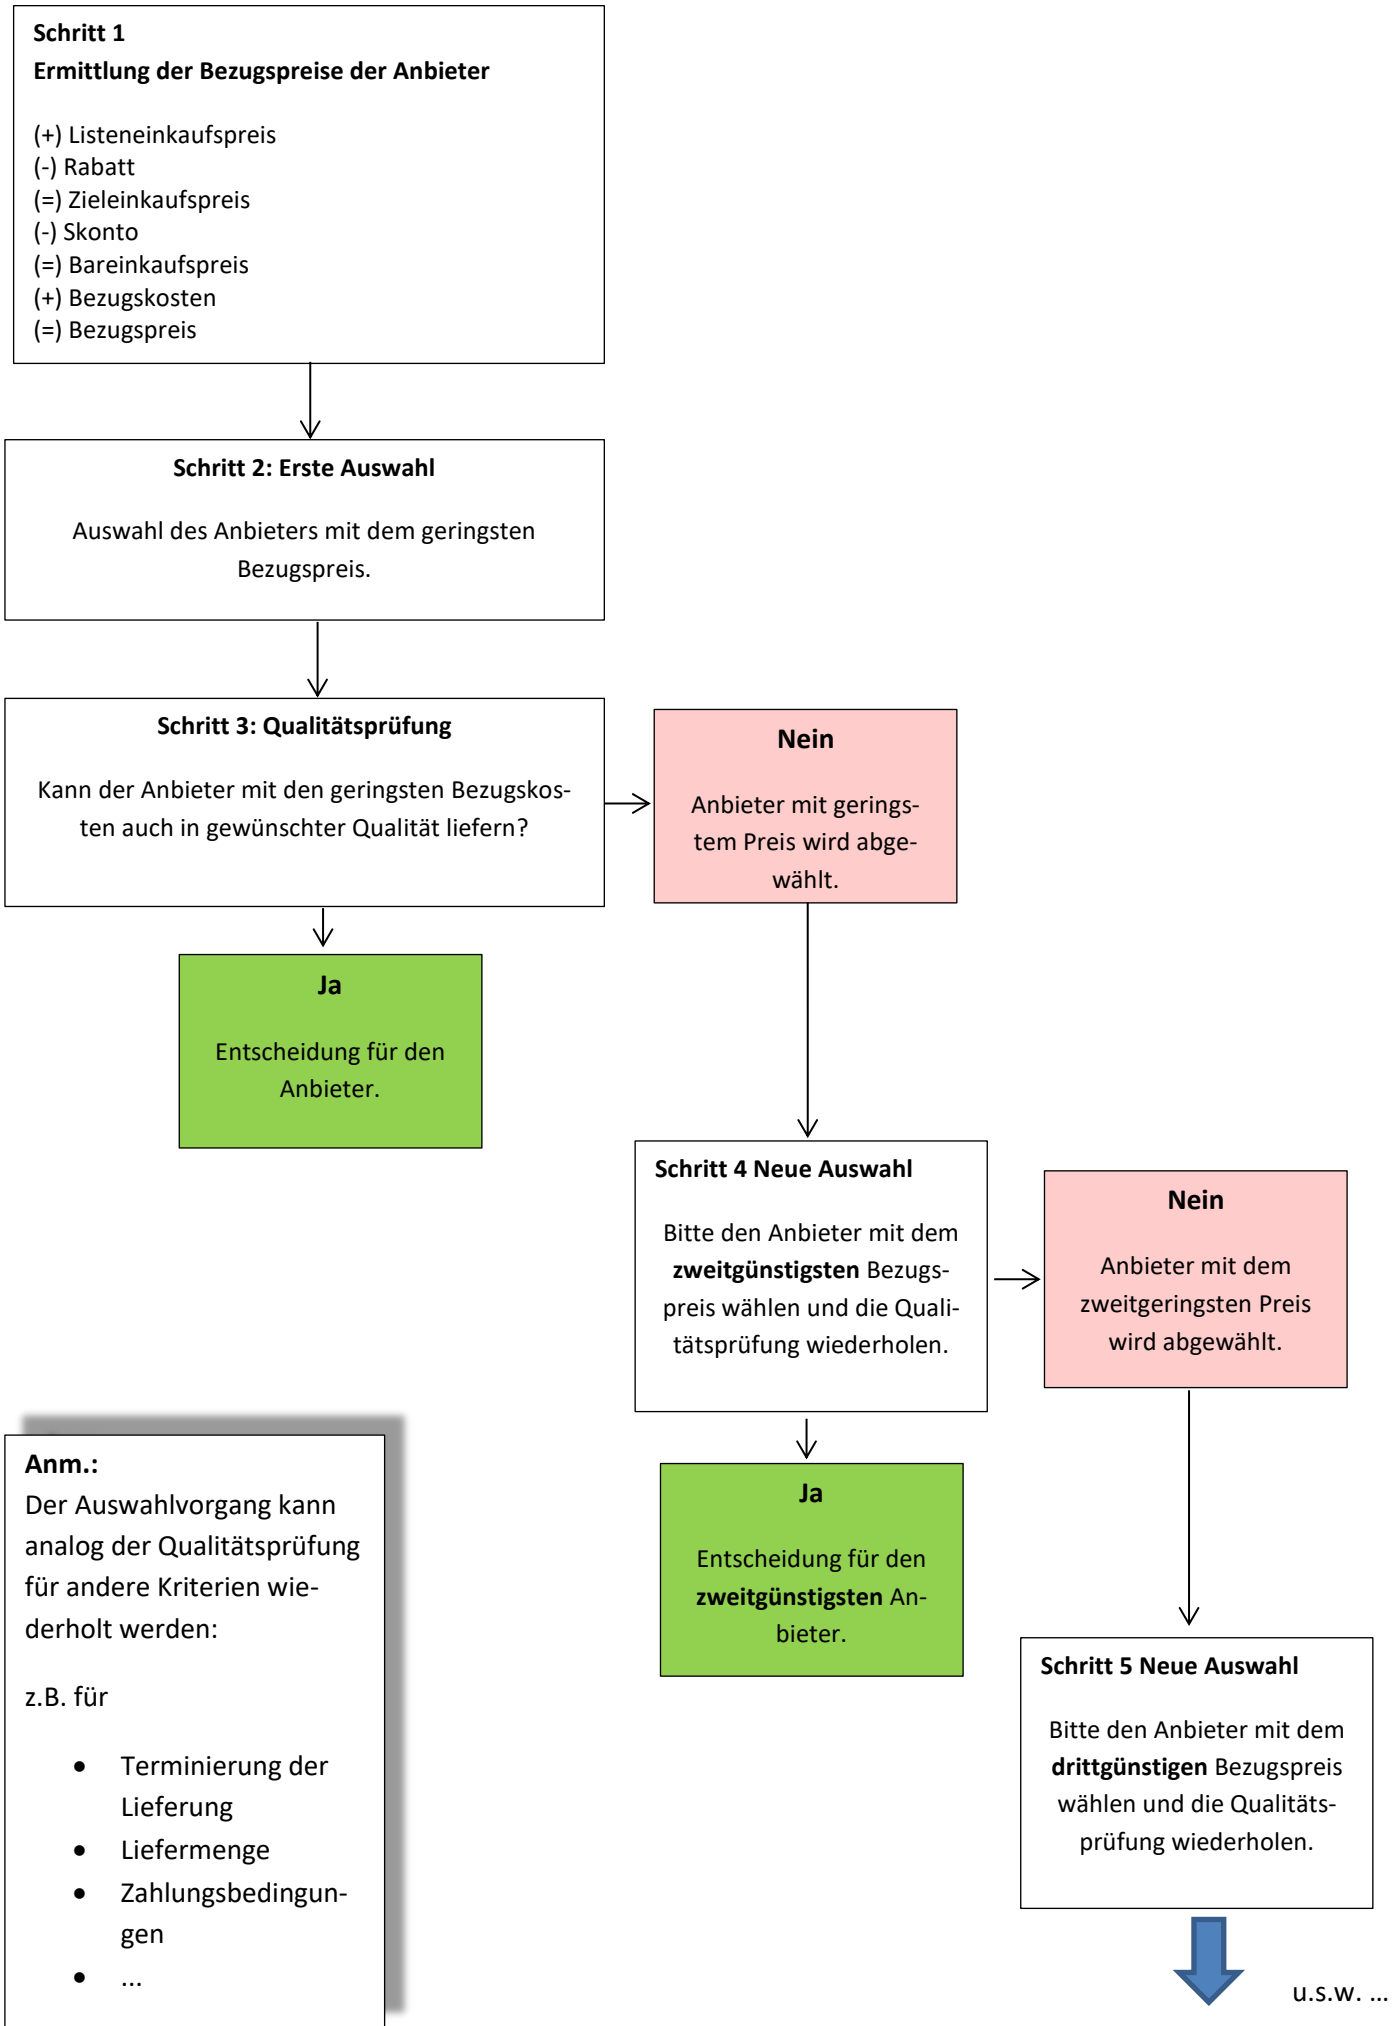 Schritt 1
Ermittlung der Bezugspreise der Anbieter
(+) Listeneinkaufspreis
(-) Rabatt
(=) Zieleinkaufspreis
(-) Skonto
(=) Bareinkaufspreis
(+) Bezugskosten
(=) Bezugspreis
Schritt 2: Erste Auswahl
Auswahl des Anbieters mit dem geringsten
Bezugspreis.
Schritt 3: Qualitätsprüfung
Kann der Anbieter mit den geringsten Bezugskos-
ten auch in gewünschter Qualität liefern?
Nein
Anbieter mit gerings-
tem Preis wird abge-
wählt.
Ja
Entscheidung für den
Anbieter.
Schritt 4 Neue Auswahl
Bitte den Anbieter mit dem
zweitgünstigsten Bezugs-
preis wählen und die Quali-
tätsprüfung wiederholen.
Nein
Anbieter mit dem
zweitgeringsten Preis
wird abgewählt.
Ja
Entscheidung für den
zweitgünstigsten An-
bieter.
Schritt 5 Neue Auswahl
Bitte den Anbieter mit dem
drittgünstigen Bezugspreis
wählen und die Qualitäts-
prüfung wiederholen.
u.s.w. ...
Anm.:
Der Auswahlvorgang kann
analog der Qualitätsprüfung
für andere Kriterien wie-
derholt werden:
z.B. für
• Terminierung der
Lieferung
• Liefermenge
• Zahlungsbedingun-
gen
• ...